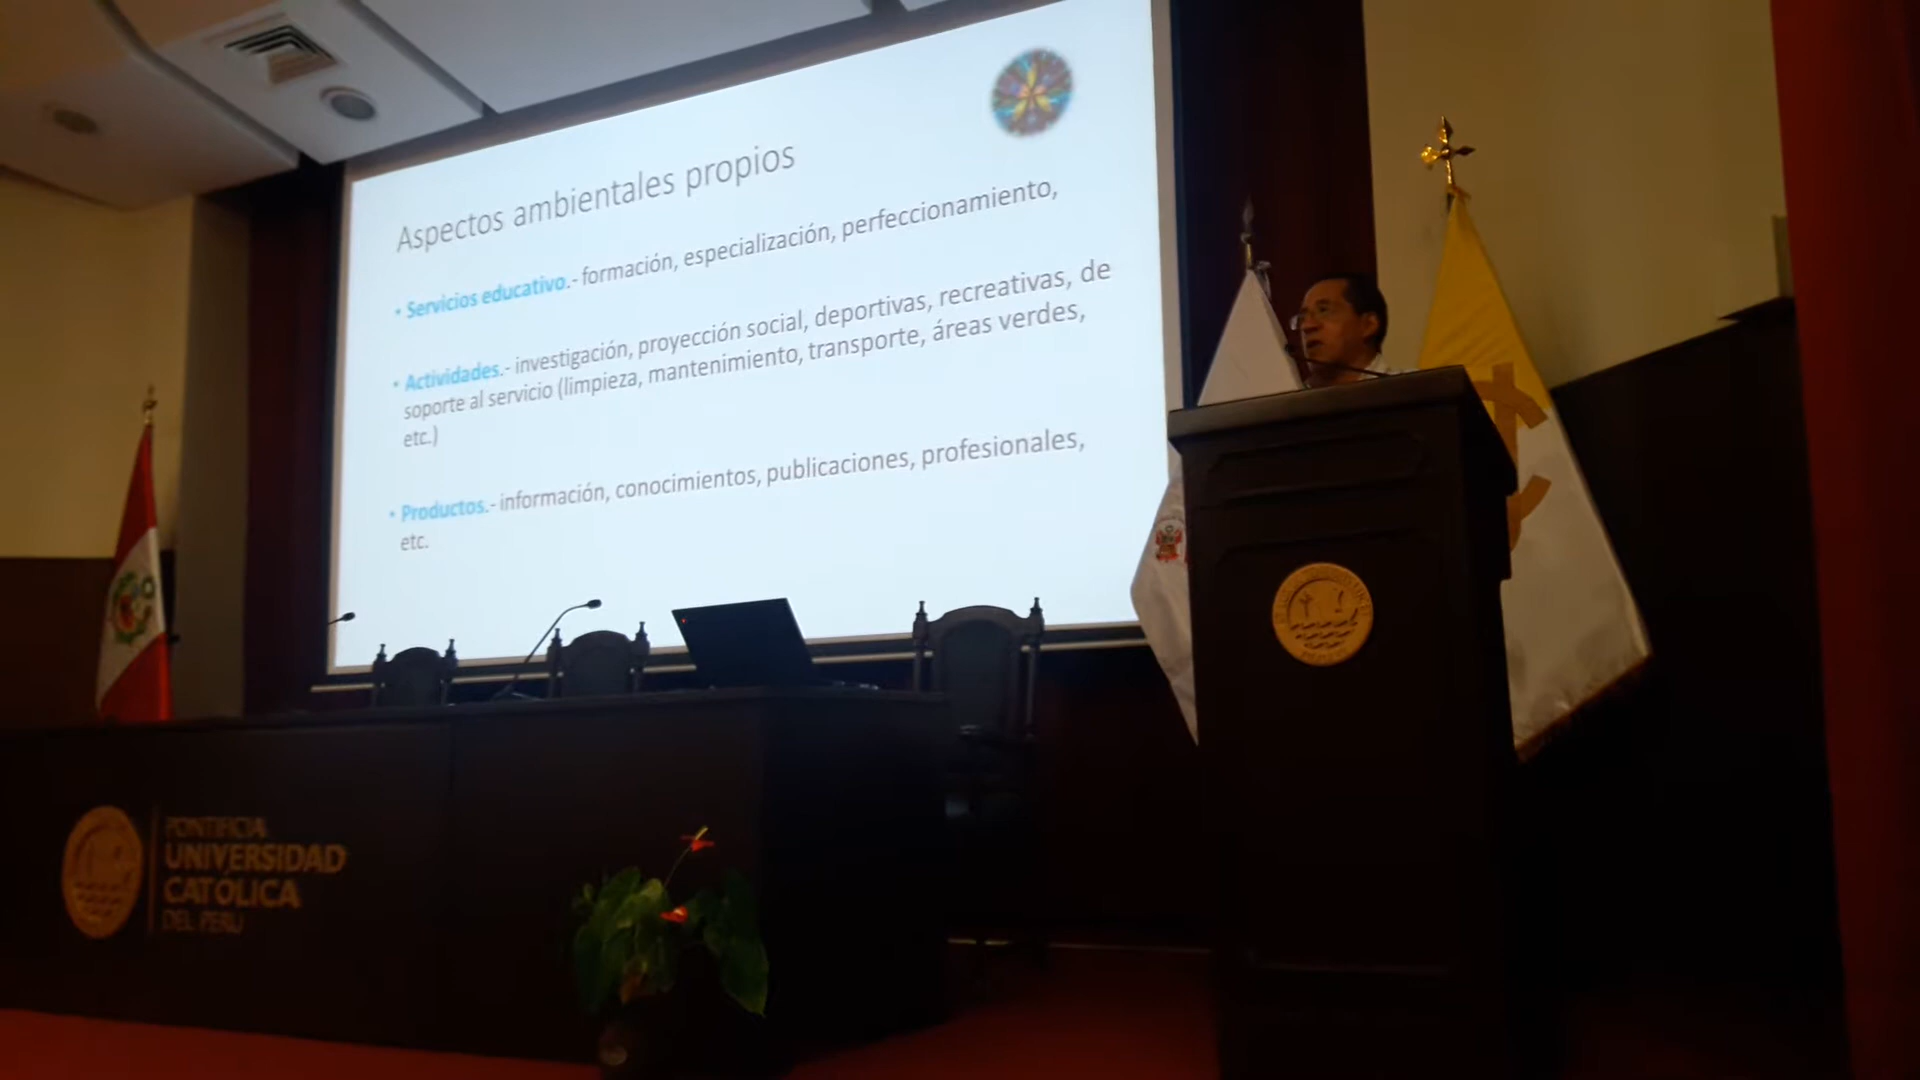 Aspectos ambientales propios
• Servicios educativo.- formación, especialización, perfeccionamiento,
• Actividades.- investigación, proyección social, deportivas, recreativas, de
soporte al servicio (limpieza, mantenimiento, transporte, áreas verdes,
etc.)
• Productos.- información, conocimientos, publicaciones, profesionales,
etc.
PONTIFICIA
UNIVERSIDAD
CATÓLICA
DEL PERÚ